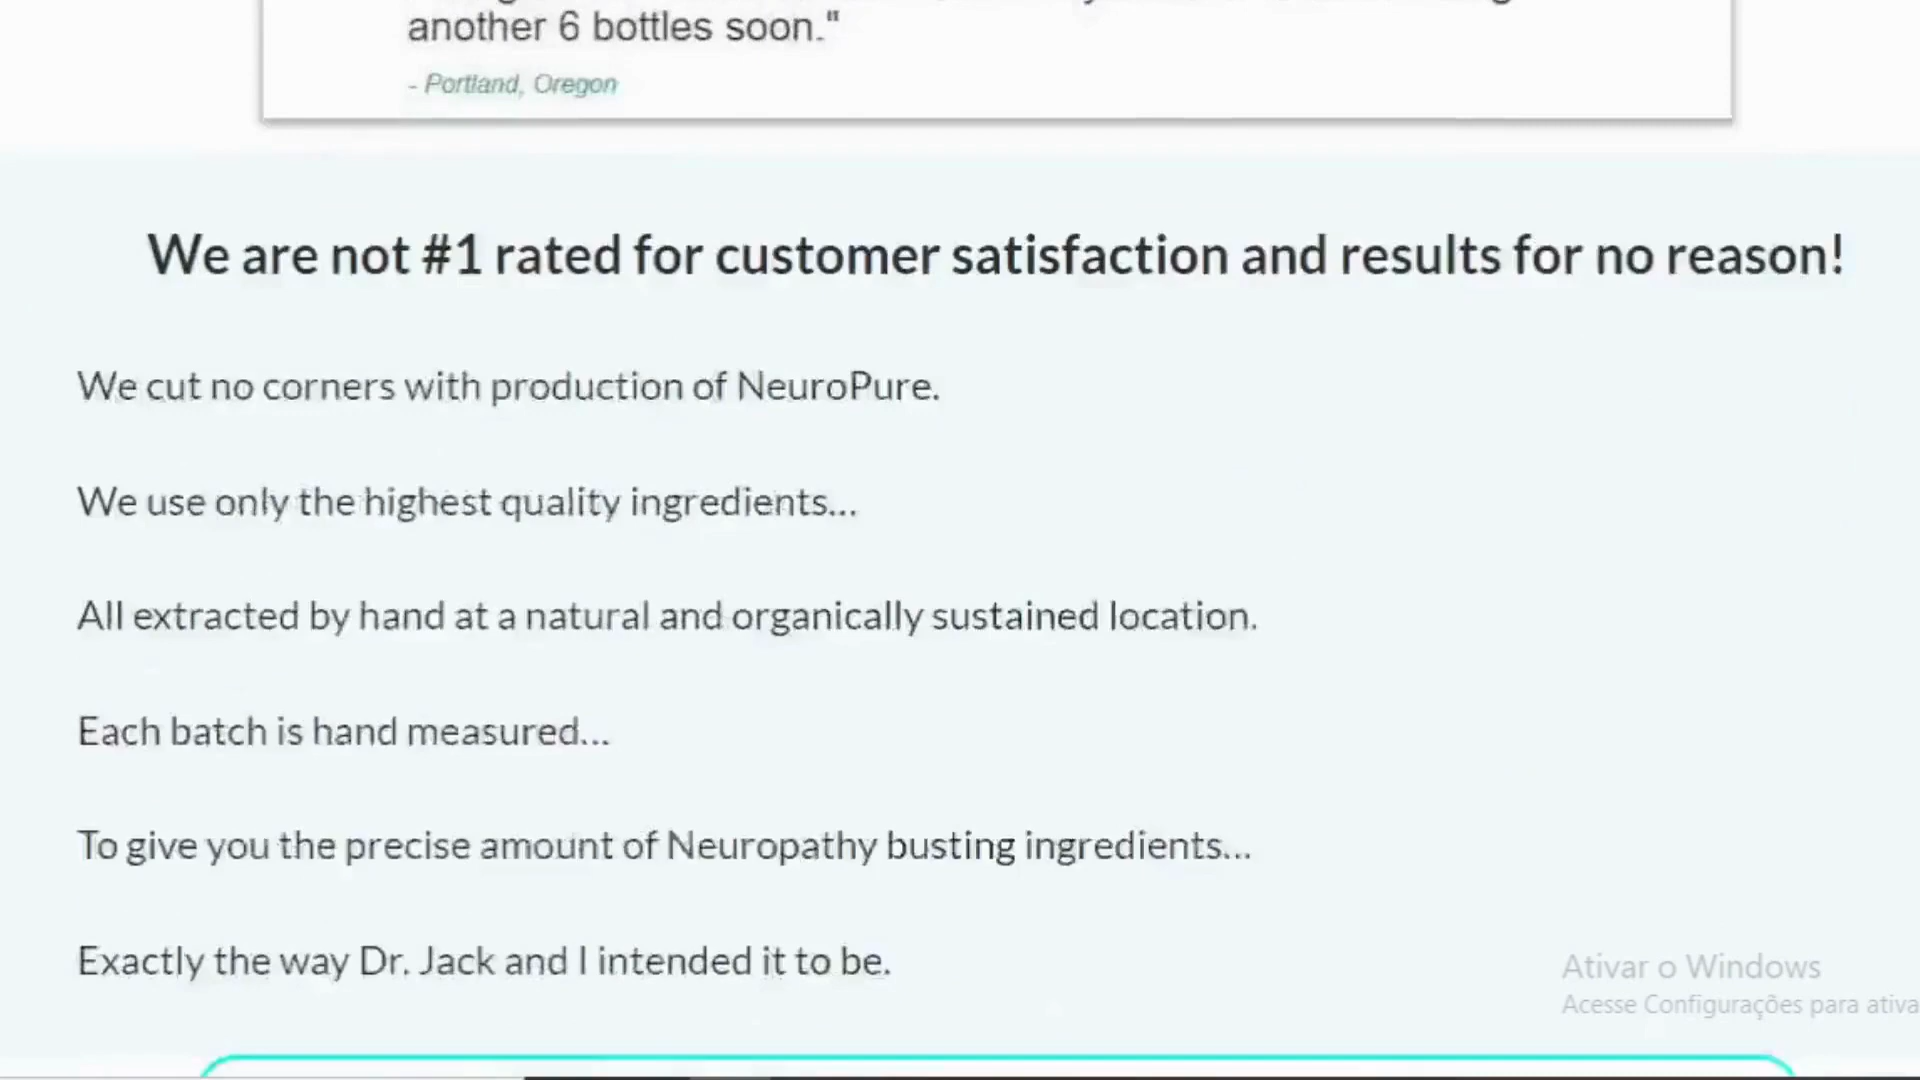 another 6 bottles soon."
- Portland, Oregon
We are not #1 rated for customer satisfaction and results for no reason!
We cut no corners with production of NeuroPure.
We use only the highest quality ingredients...
All extracted by hand at a natural and organically sustained location.
Each batch is hand measured...
To give you the precise amount of Neuropathy busting ingredients...
Exactly the way Dr. Jack and I intended it to be.
Ativar o Windows
Acesse Configurações para ativa